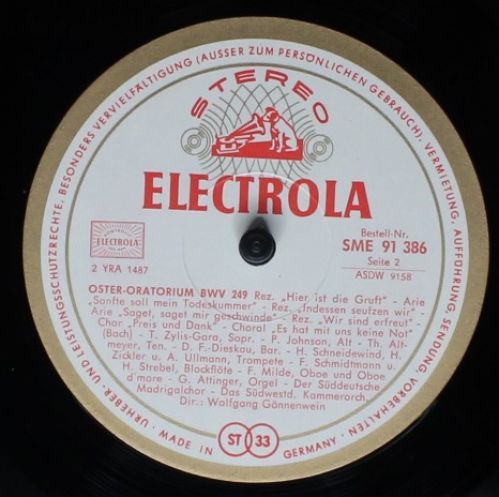 URHEBER- UND LEISTUNGSSCHUTZRECHTE, BESONDERS VERVIELFÄLTIGUNG (AUSSER ZUM PERSÖNLICHEN GEBRAUCH), VERMIETUNG, AUFFÜHRUNG, SENDUNG, VORBEHALTEN ·
STEREO
ELECTROLA
ELECTROLA
2 YRA 1487
Bestell-Nr.
SME 91 386
Seite 2
ASDW 9158
OSTER-ORATORIUM BWV 249 Rez. „Hier ist die Gruft" - Arie
„Sanfte soll mein Todeskummer" - Rez. „Indessen seufzen wir" -
Arie „Saget, saget mir geschwinde" - Rez. „Wir sind erfreut" -
Chor „Preis und Dank" - Choral „Es hat mit uns keine Not"
(Bach) - T. Zylis-Gara, Sopr. - P. Johnson, Alt - Th. Alt-
meyer, Ten. - D. F.-Dieskau, Bar. - H. Schneidewind, H.
Zickler u. A. Ullmann, Trompete - F. Schmidtmann u.
H. Strebel, Blockflöte - F. Milde, Oboe und Oboe
d'more - G. Attinger, Orgel - Der Süddeutsche
Madrigalchor - Das Südwestd. Kammerorch.
Dir.: Wolfgang Gönnenwein
MADE IN
ST 33
GERMANY